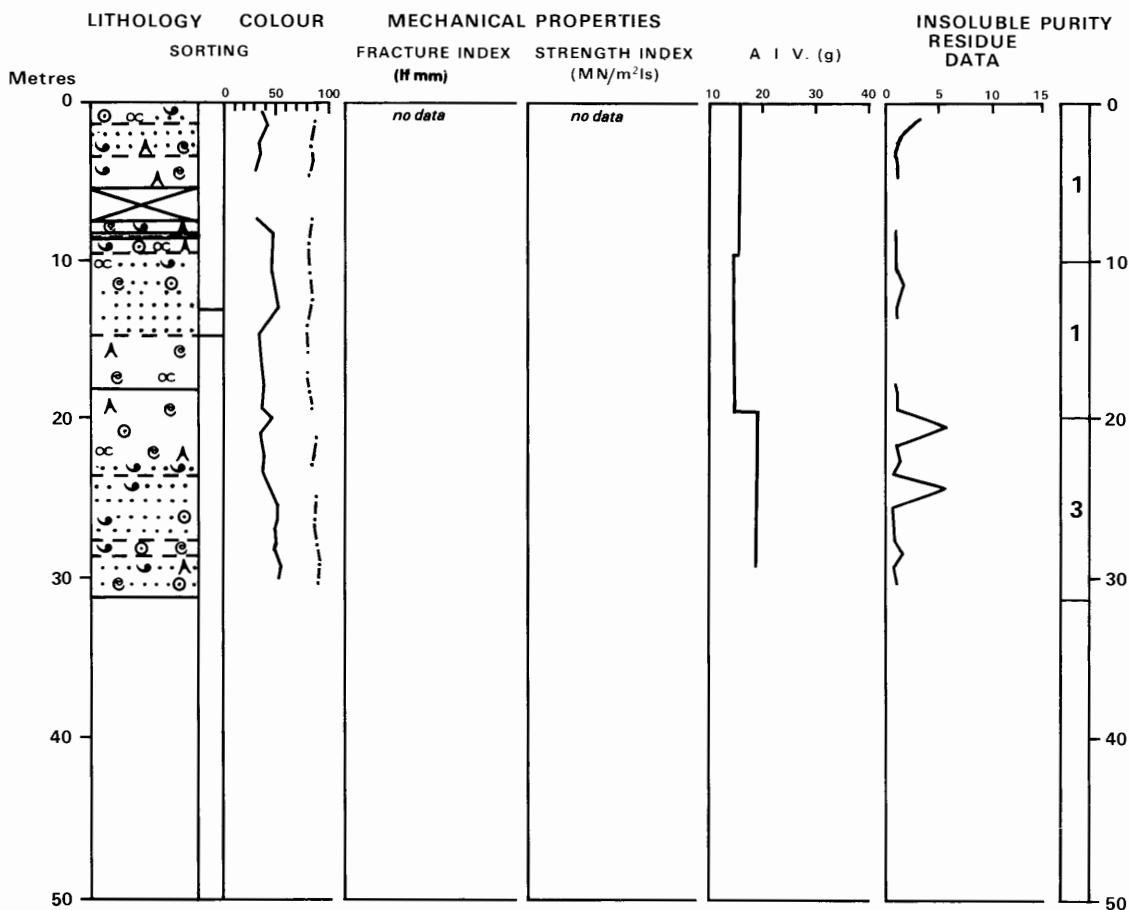 LITHOLOGY COLOUR MECHANICAL PROPERTIES INSOLUBLE PURITY
SORTING FRACTURE INDEX STRENGTH INDEX A I V. (g) RESIDUE
Metres (If mm) (MN/m²Is) DATA
0 50 100 10 20 30 40 0 5 10 15
0 no data no data 0
1
10 10
1
20 20
3
30 30
40 40
50 50